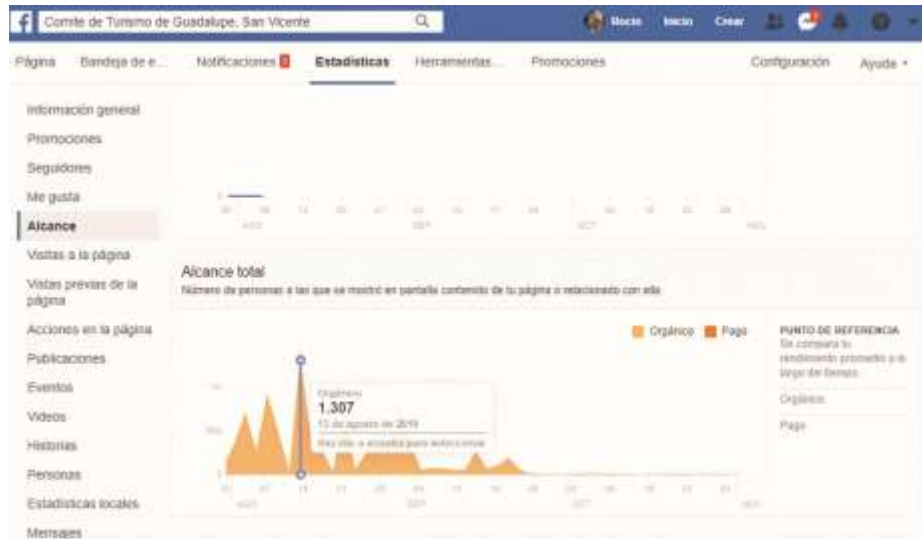 Comite de Turismo de Guadalupe, San Vicente
Rocio Inicio Crear
Página Bandeja de e... Notificaciones Estadísticas Herramientas... Promociones Configuración Ayuda
Información general
Promociones
Seguidores
Me gusta
Alcance
Visitas a la página
Vistas previas de la
página
Acciones en la página
Publicaciones
Eventos
Videos
Historias
Personas
Estadísticas locales
Mensajes
Alcance total
Número de personas a las que se mostró en pantalla contenido de tu página o relacionado con ella
Orgánico Pago
Orgánico
1.307
13 de agosto de 2019
Haz clic o arrastra para seleccionar
PUNTO DE REFERENCIA
Se compara tu
rendimiento promedio a lo
largo del tiempo.
Orgánico
Pago